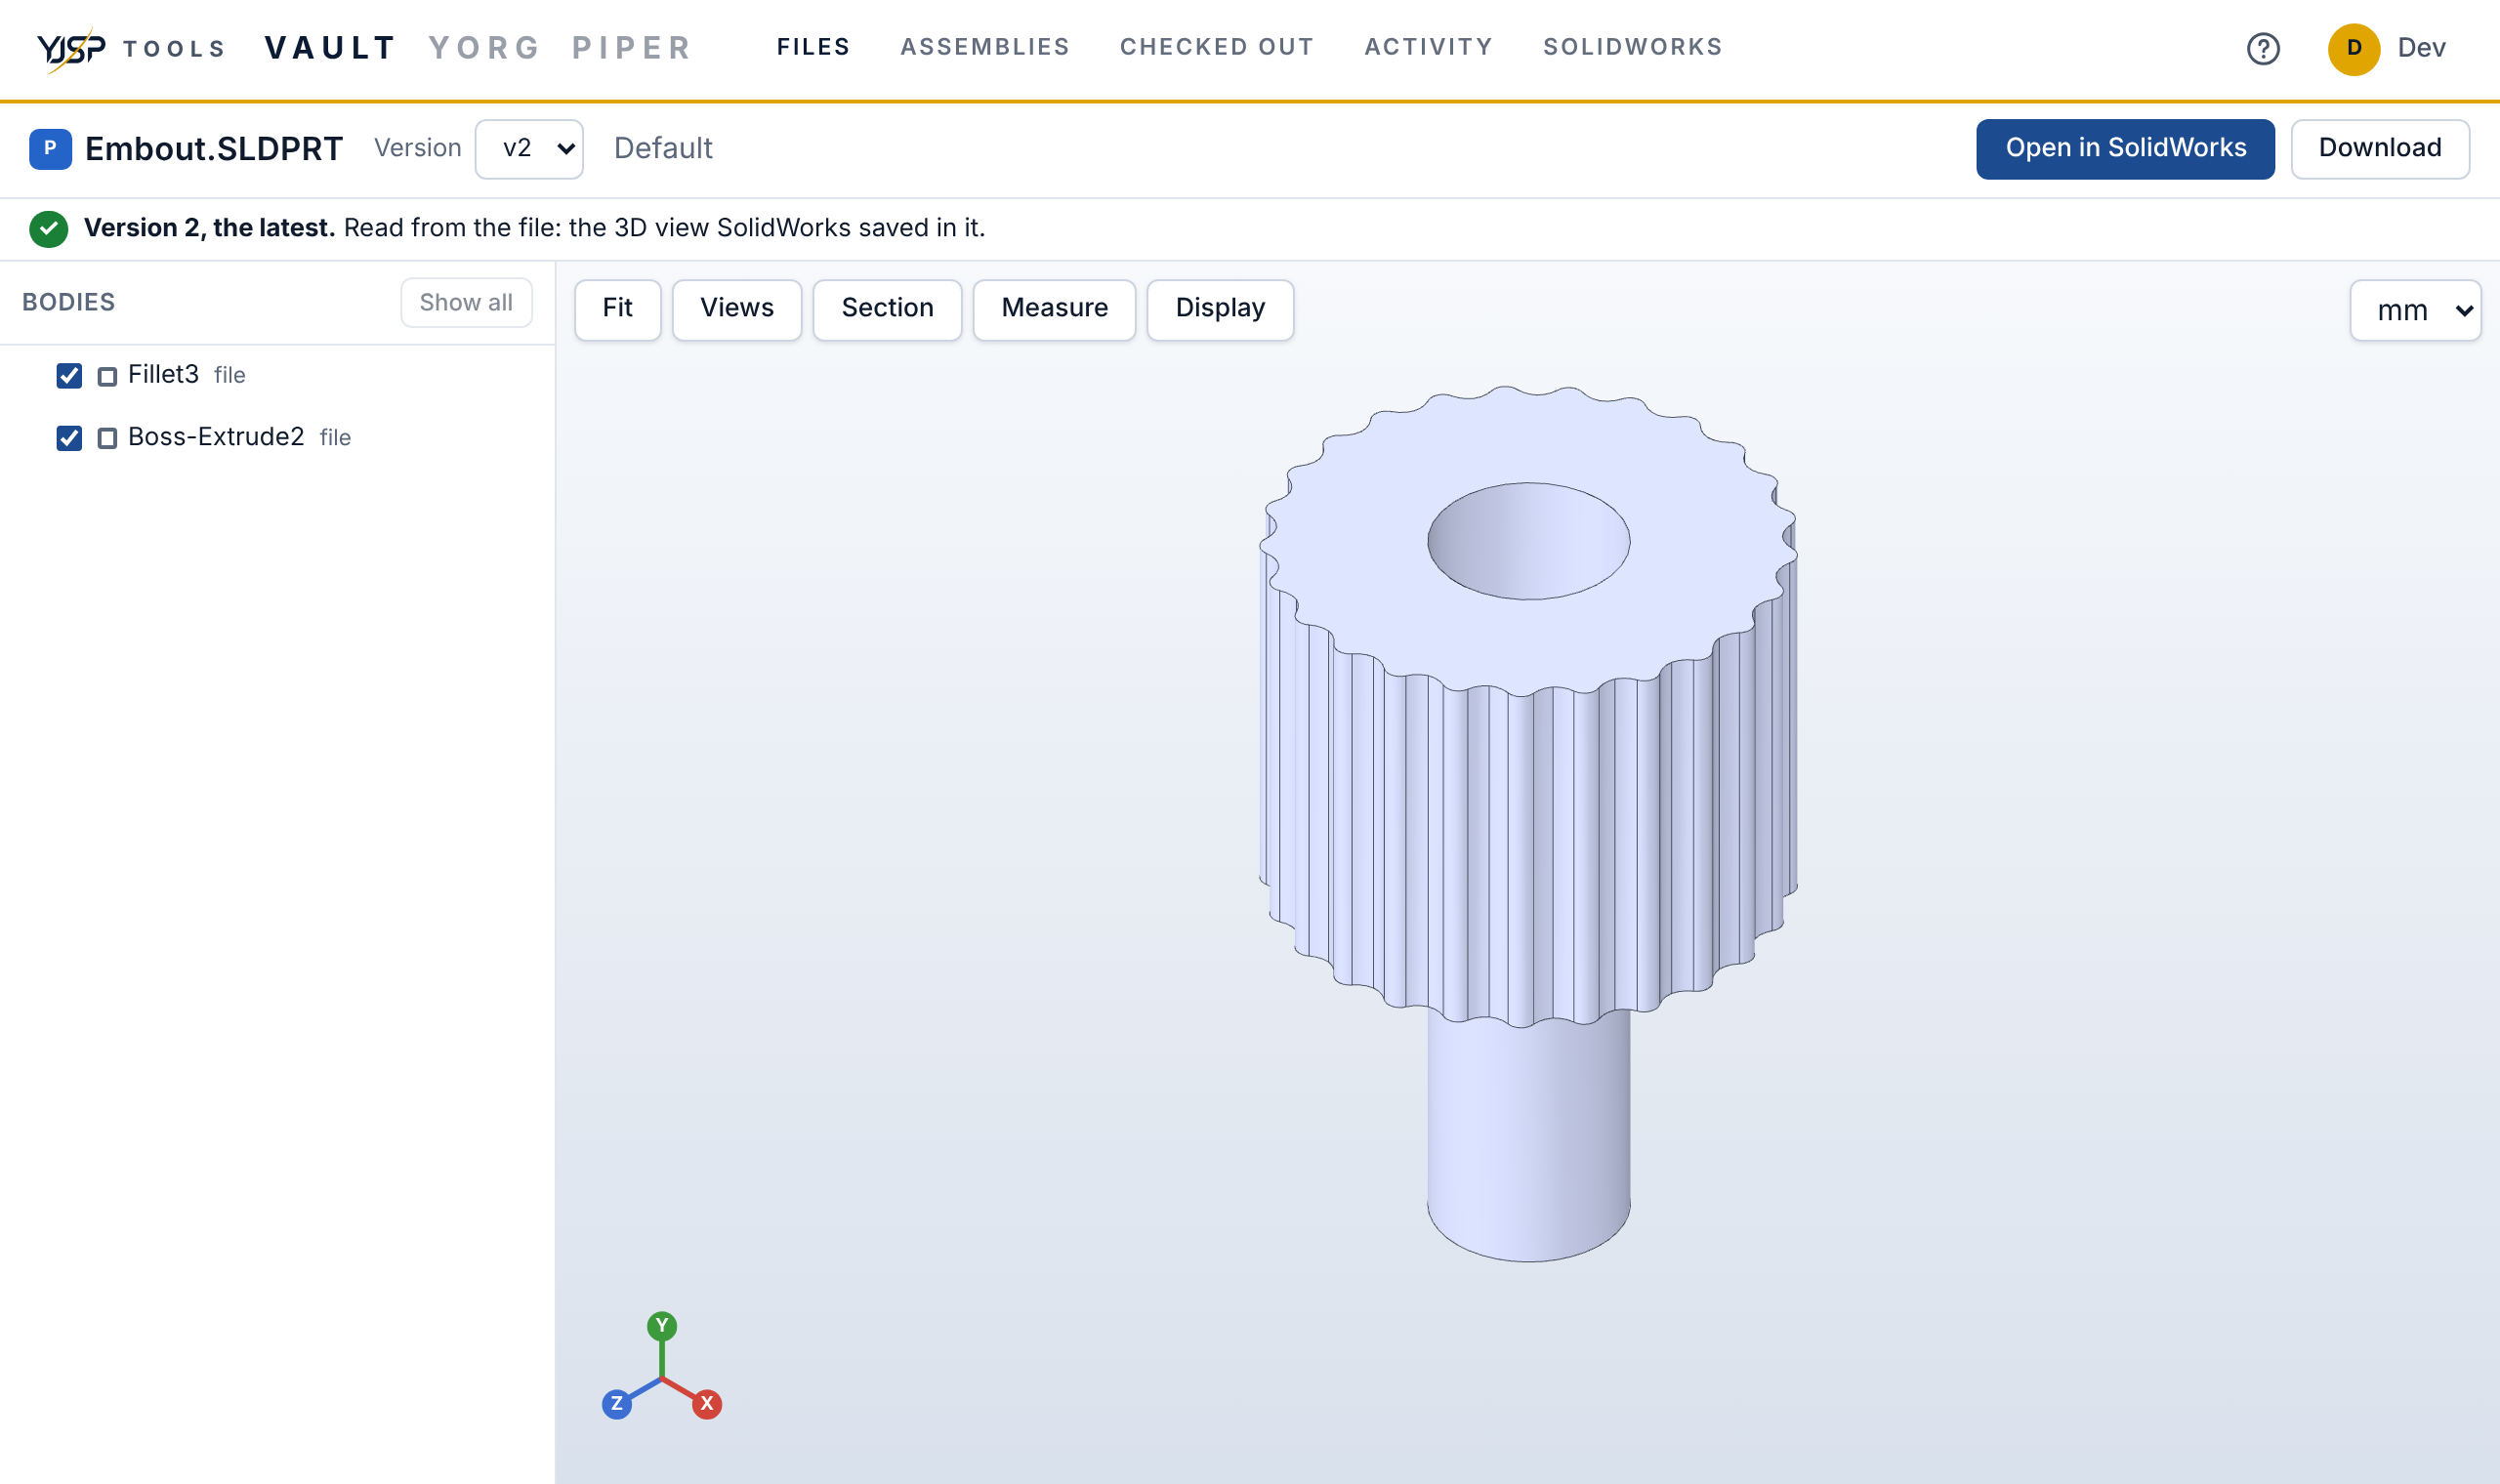 YJSP TOOLS VAULT YORG PIPER FILES ASSEMBLIES CHECKED OUT ACTIVITY SOLIDWORKS ? D Dev
P Embout.SLDPRT Version v2 Default Open in SolidWorks Download
Version 2, the latest. Read from the file: the 3D view SolidWorks saved in it.
BODIES Show all Fit Views Section Measure Display mm
Fillet3 file
Boss-Extrude2 file
Y
Z X